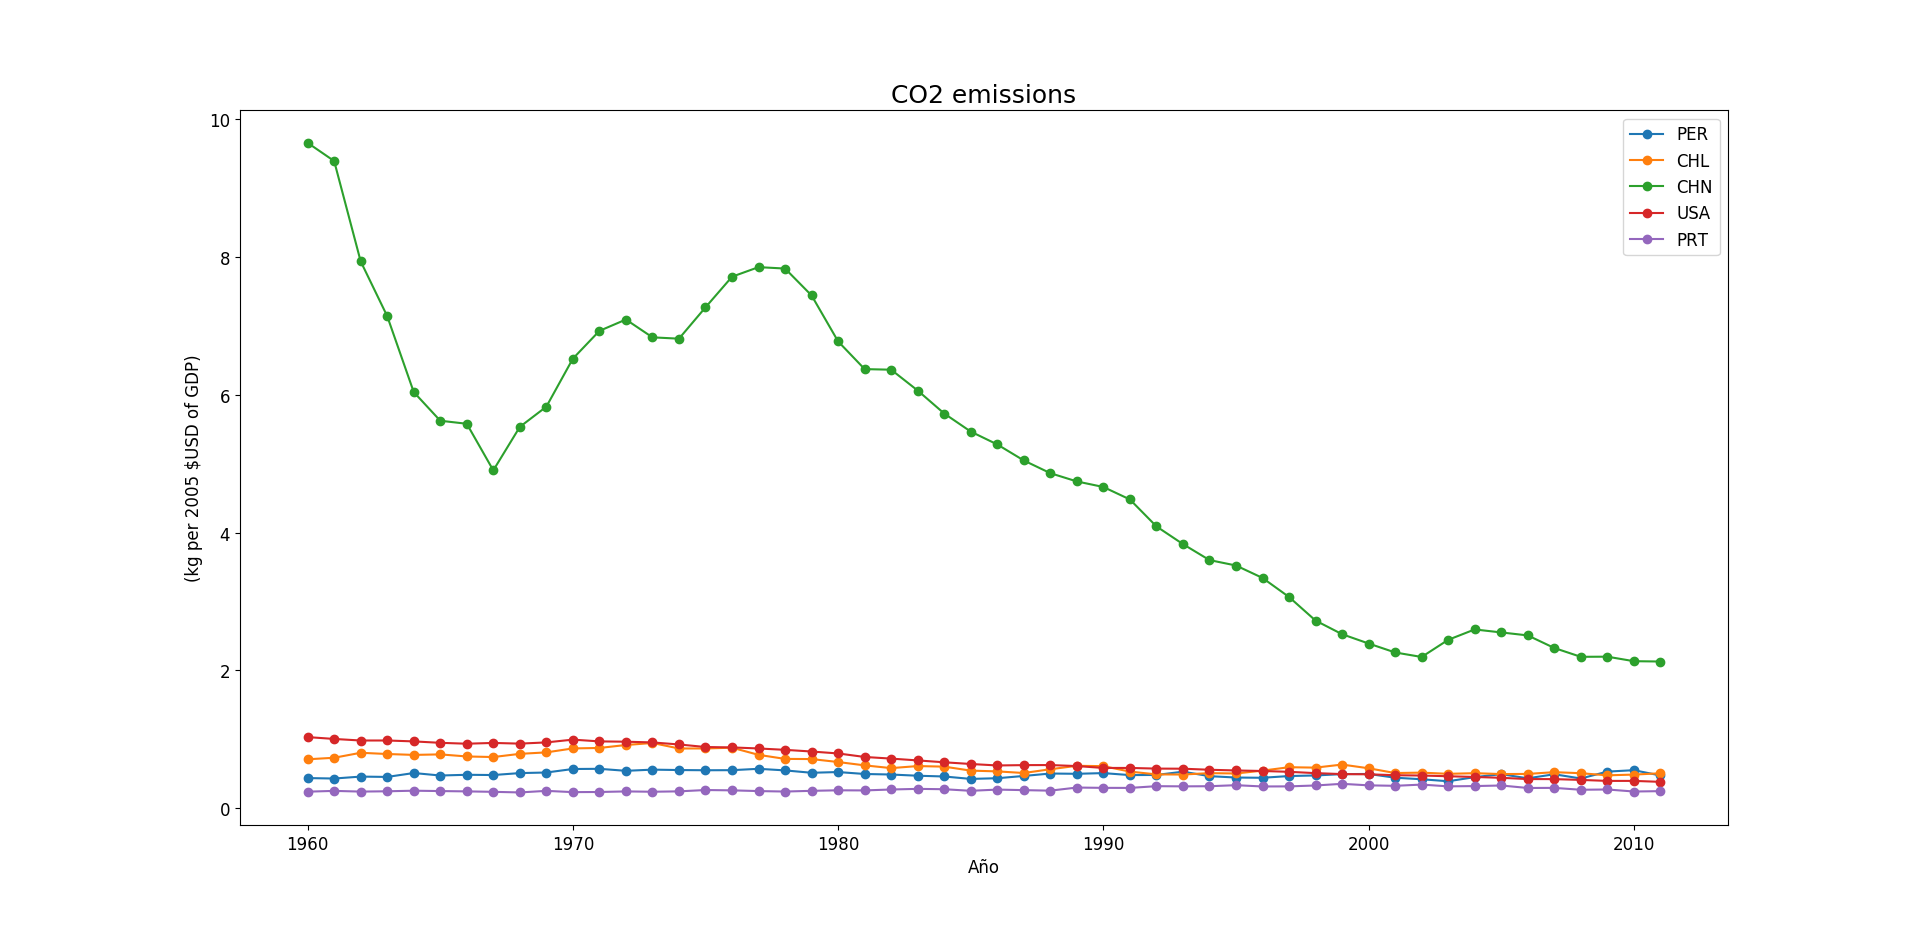 CO2 emissions
10
8
6
4
2
0
(kg per 2005 $USD of GDP)
PER
CHL
CHN
USA
PRT
1960 1970 1980 1990 2000 2010
Año